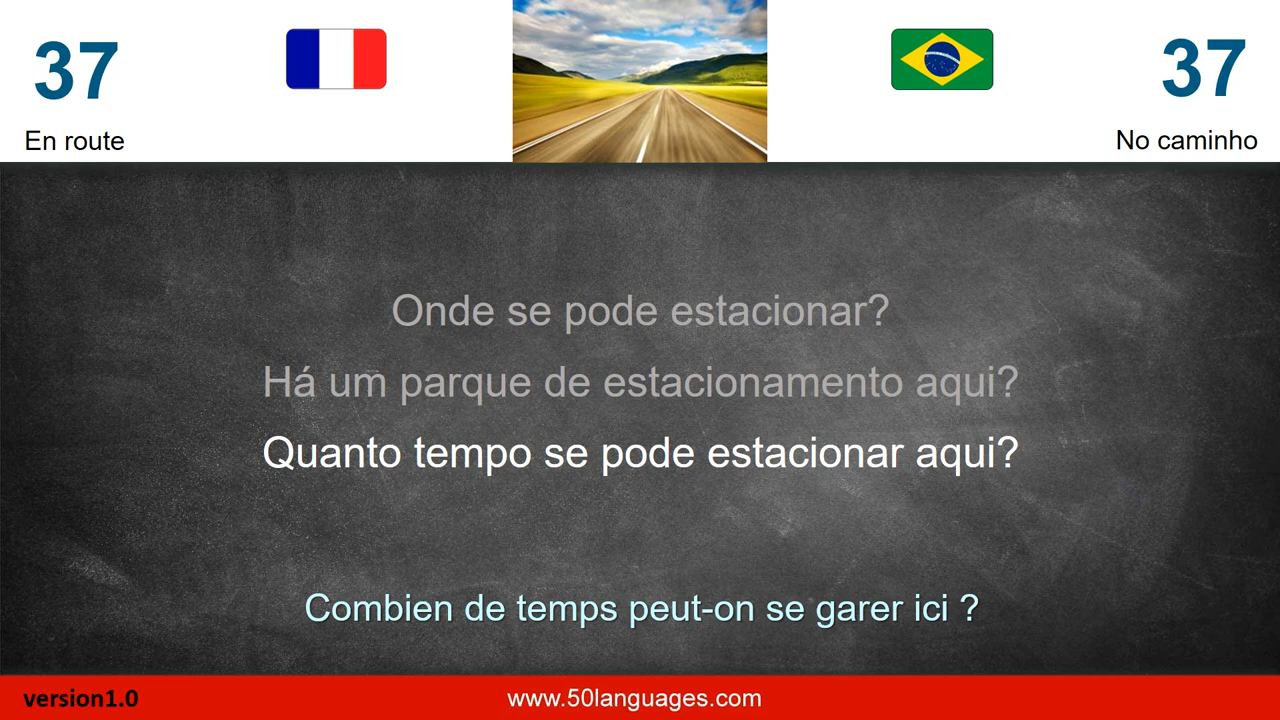 37
37
En route
No caminho
Onde se pode estacionar?
Há um parque de estacionamento aqui?
Quanto tempo se pode estacionar aqui?
Combien de temps peut-on se garer ici ?
version1.0
www.50languages.com